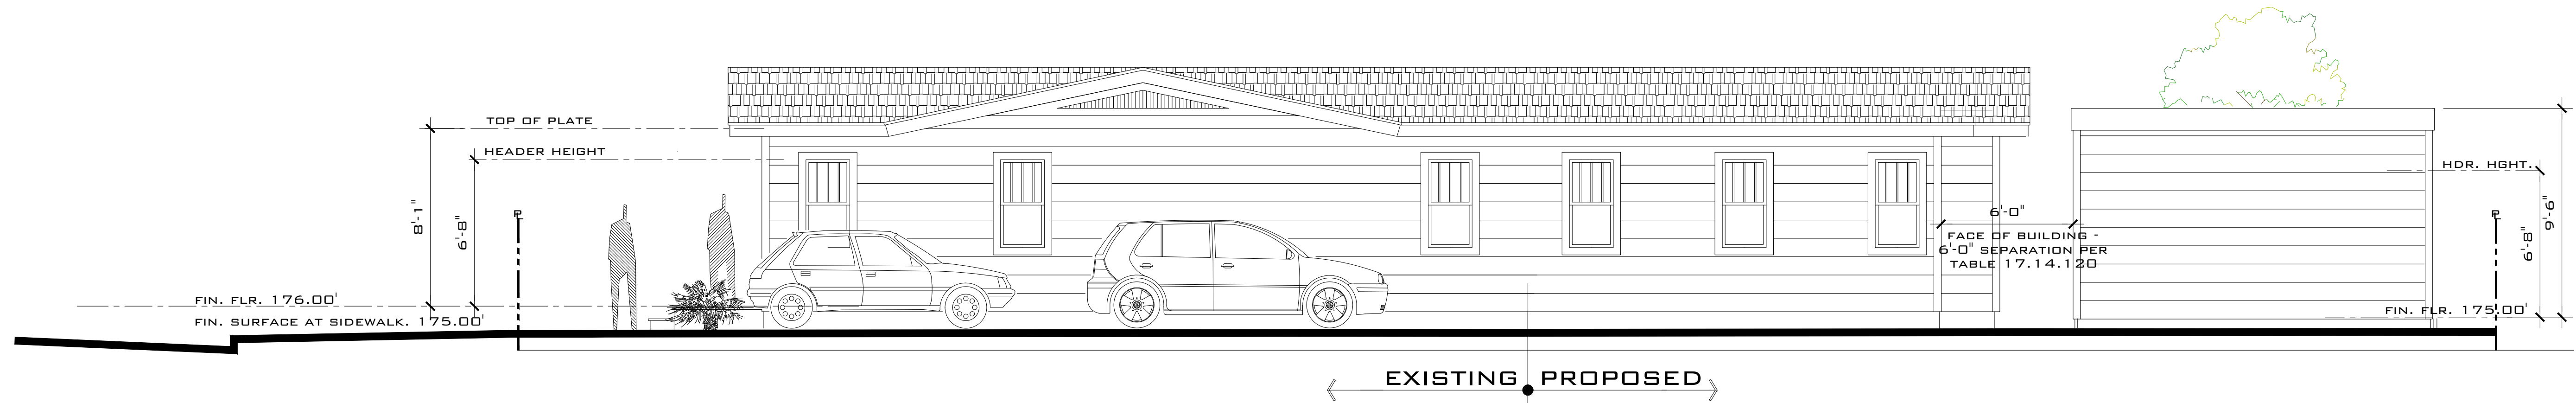 TOP OF PLATE
HEADER HEIGHT
8'-1"
6'-8"
PL
FIN. FLR. 176.00'
FIN. SURFACE AT SIDEWALK. 175.00'
6'-0"
FACE OF BUILDING -
6'-0" SEPARATION PER
TABLE 17.14.120
HDR. HGHT.
PL
6'-8"
9'-6"
FIN. FLR. 175.00'
EXISTING PROPOSED